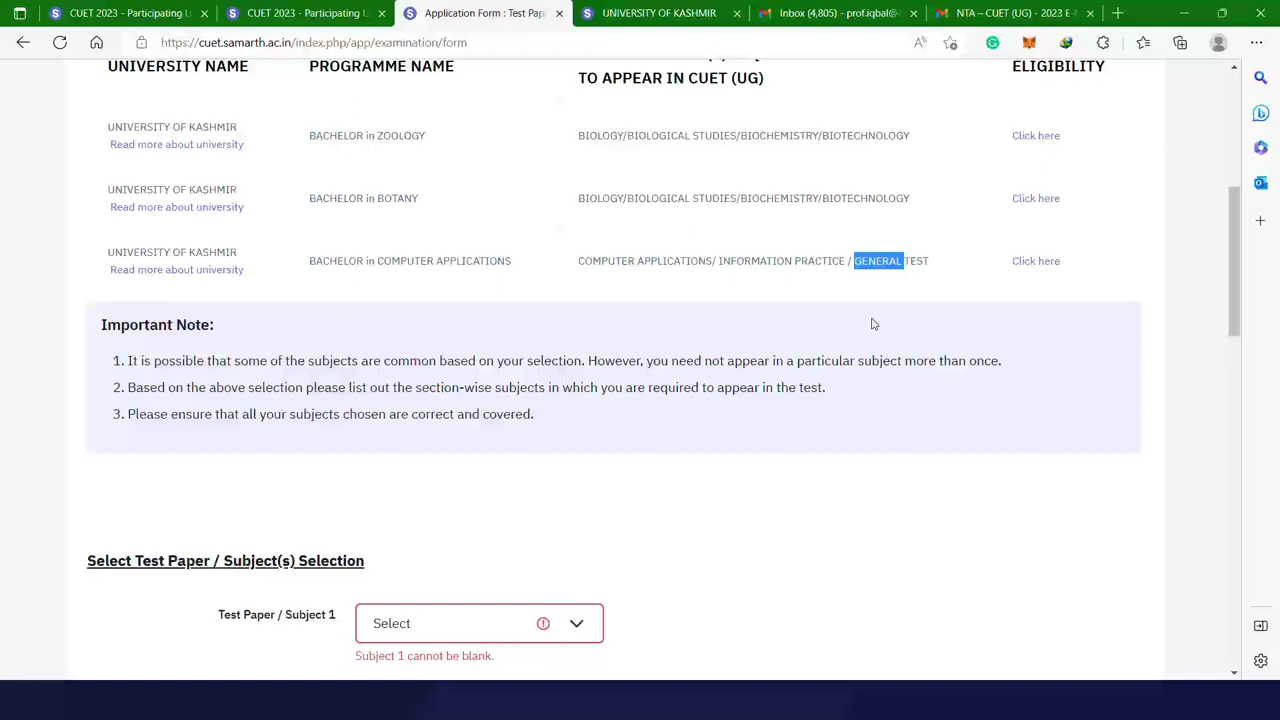 CUET 2023 - Participating U
CUET 2023 - Participating U
Application Form : Test Pap
UNIVERSITY OF KASHMIR
Inbox (4,805) - prof.iqbal@
NTA – CUET (UG) - 2023 E-
https://cuet.samarth.ac.in/index.php/app/examination/form
UNIVERSITY NAME
PROGRAMME NAME
TO APPEAR IN CUET (UG)
ELIGIBILITY
UNIVERSITY OF KASHMIR
Read more about university
BACHELOR in ZOOLOGY
BIOLOGY/BIOLOGICAL STUDIES/BIOCHEMISTRY/BIOTECHNOLOGY
Click here
UNIVERSITY OF KASHMIR
Read more about university
BACHELOR in BOTANY
BIOLOGY/BIOLOGICAL STUDIES/BIOCHEMISTRY/BIOTECHNOLOGY
Click here
UNIVERSITY OF KASHMIR
Read more about university
BACHELOR in COMPUTER APPLICATIONS
COMPUTER APPLICATIONS/ INFORMATION PRACTICE / GENERAL TEST
Click here
Important Note:
1. It is possible that some of the subjects are common based on your selection. However, you need not appear in a particular subject more than once.
2. Based on the above selection please list out the section-wise subjects in which you are required to appear in the test.
3. Please ensure that all your subjects chosen are correct and covered.
Select Test Paper / Subject(s) Selection
Test Paper / Subject 1
Select
Subject 1 cannot be blank.